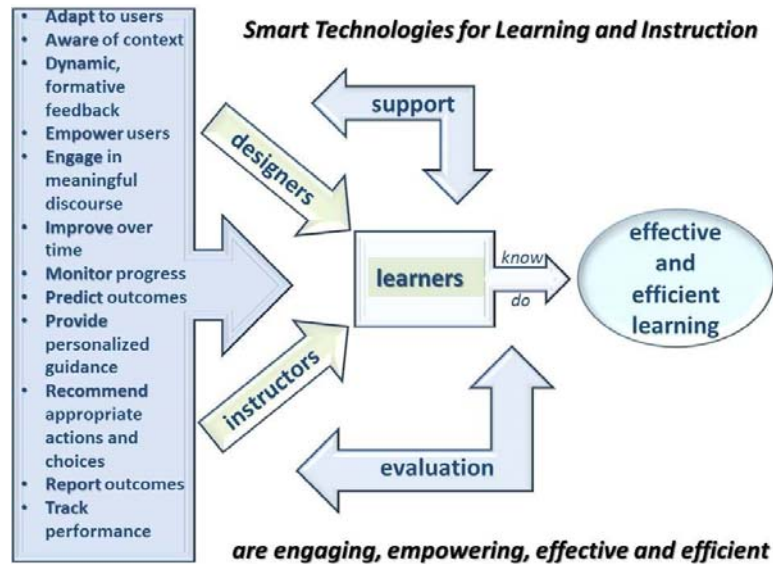 • Adapt to users
• Aware of context
• Dynamic,
formative
feedback
• Empower users
• Engage in
meaningful
discourse
• Improve over
time
• Monitor progress
• Predict outcomes
• Provide
personalized
guidance
• Recommend
appropriate
actions and
choices
• Report outcomes
• Track
performance
Smart Technologies for Learning and Instruction
support
designers
learners
know
do
effective
and
efficient
learning
instructors
evaluation
are engaging, empowering, effective and efficient